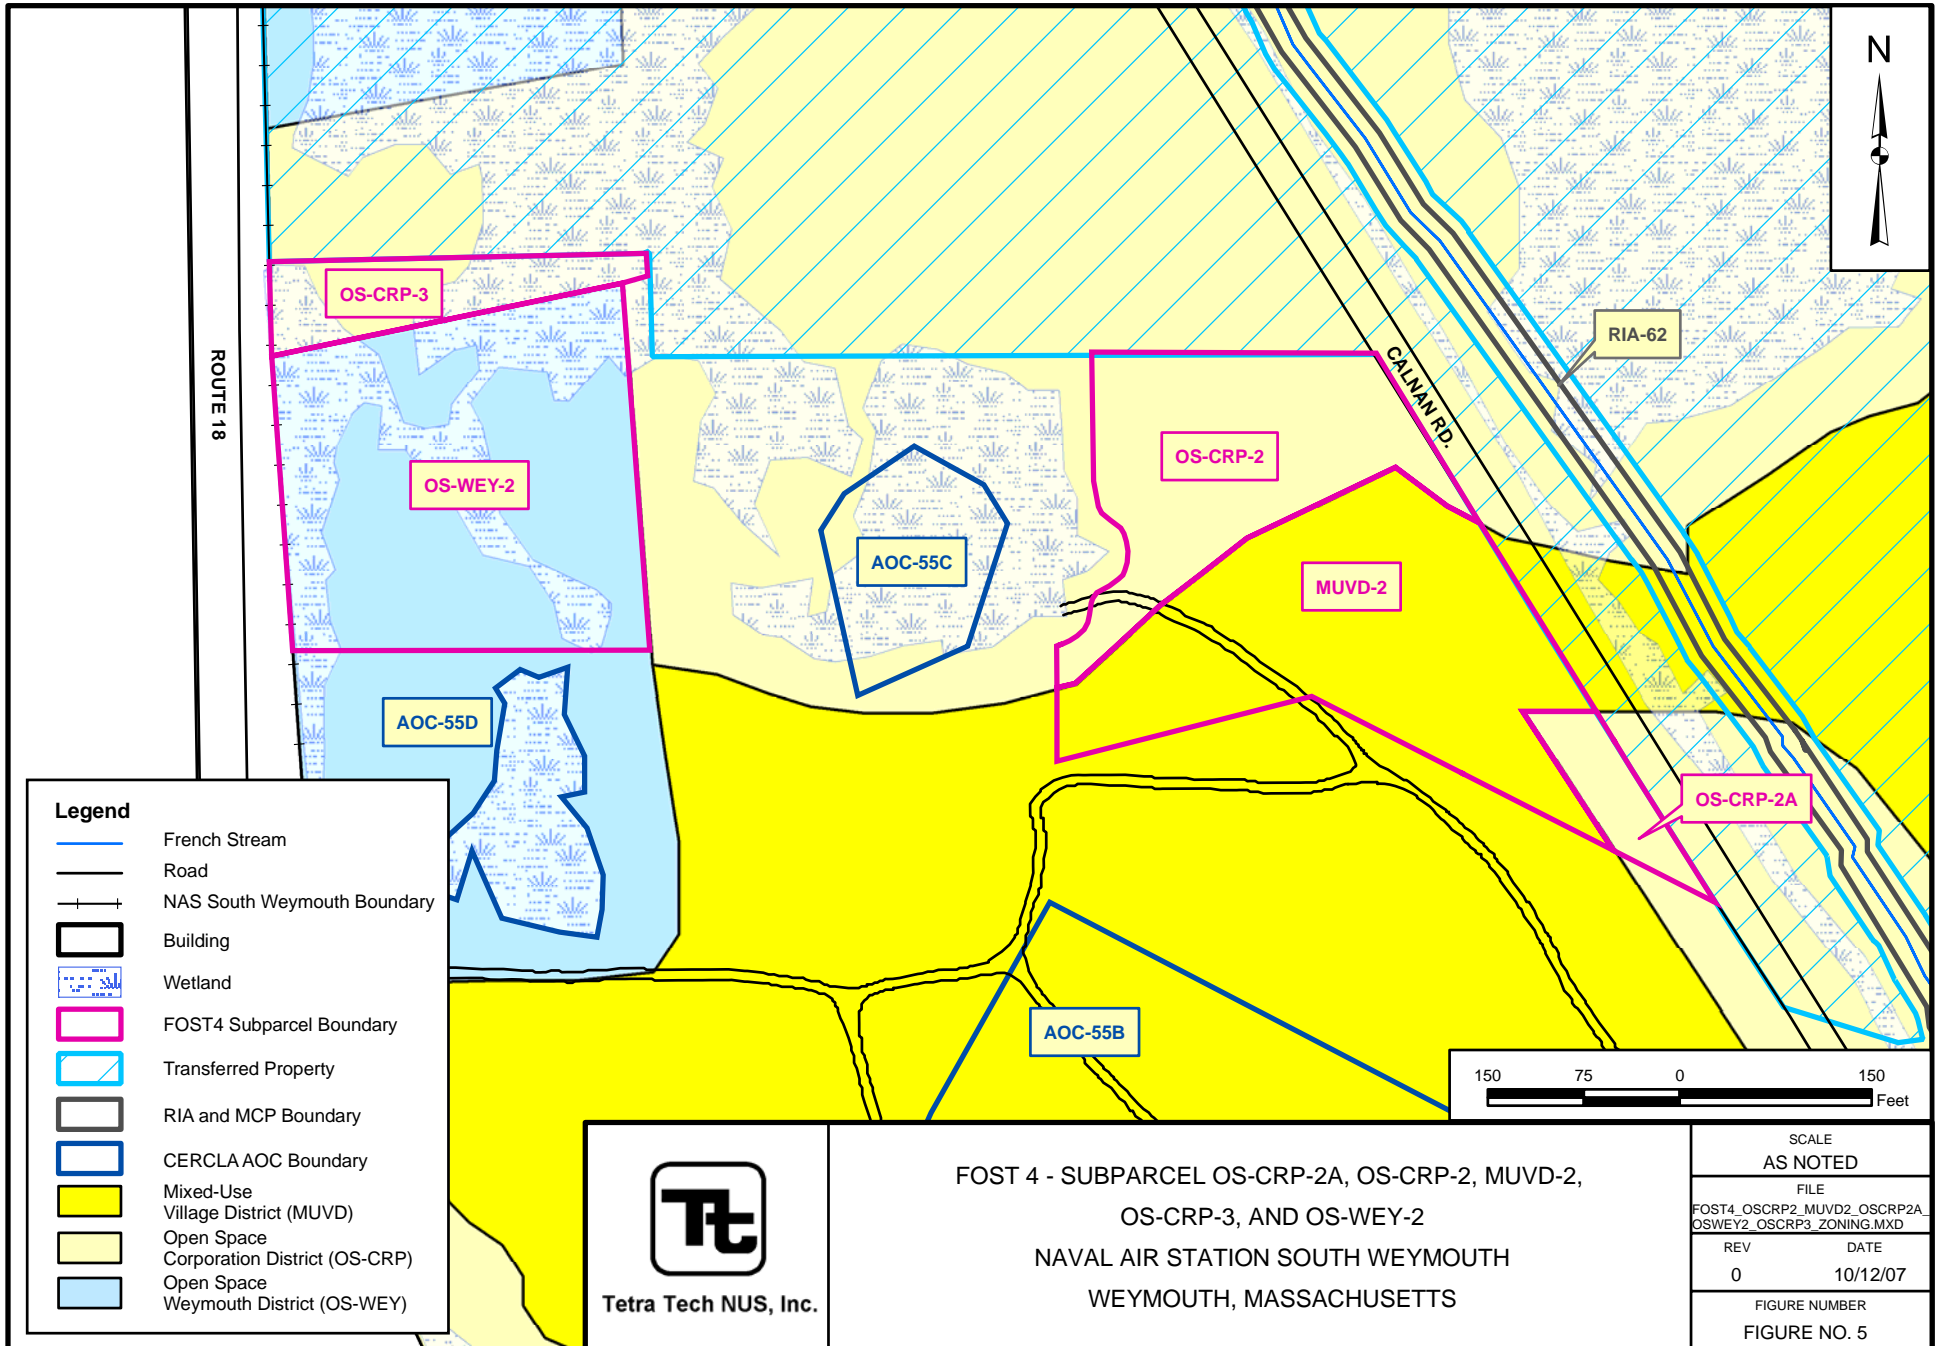 N
ROUTE 18
OS-CRP-3
RIA-62
CALNAN RD.
OS-CRP-2
OS-WEY-2
AOC-55C
MUVD-2
AOC-55D
OS-CRP-2A
AOC-55B
Legend
French Stream
Road
NAS South Weymouth Boundary
Building
Wetland
FOST4 Subparcel Boundary
Transferred Property
RIA and MCP Boundary
CERCLA AOC Boundary
Mixed-Use
Village District (MUVD)
Open Space
Corporation District (OS-CRP)
Open Space
Weymouth District (OS-WEY)
150 75 0 150
Feet
Tt
Tetra Tech NUS, Inc.
FOST 4 - SUBPARCEL OS-CRP-2A, OS-CRP-2, MUVD-2,
OS-CRP-3, AND OS-WEY-2
NAVAL AIR STATION SOUTH WEYMOUTH
WEYMOUTH, MASSACHUSETTS
SCALE
AS NOTED
FILE
FOST4_OSCRP2_MUVD2_OSCRP2A_
OSWEY2_OSCRP3_ZONING.MXD
REV DATE
0 10/12/07
FIGURE NUMBER
FIGURE NO. 5